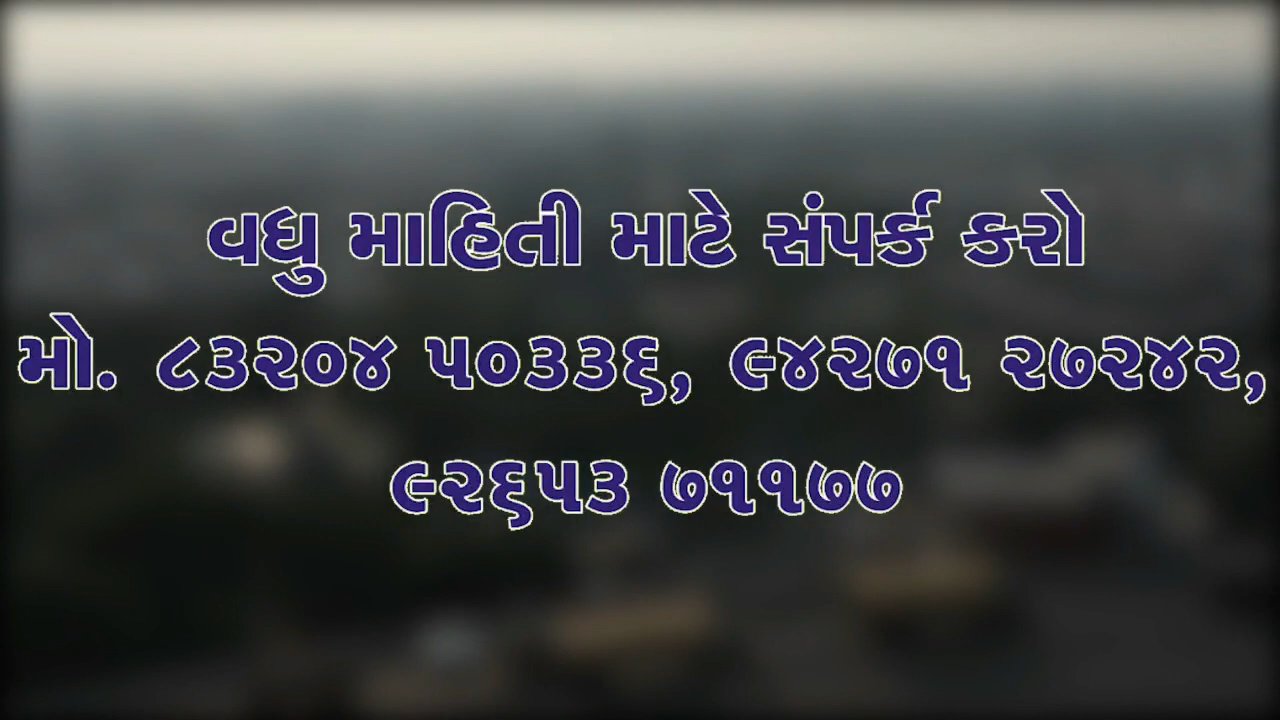 વધુ માહિતી માટે સંપર્ક કરો
મો. ૮૩૨૦૪ ૫૦૩૩૬, ૯૪૨૭૧ ૨૭૨૪૨,
૯૨૬૫૩ ૭૧૧૭૭